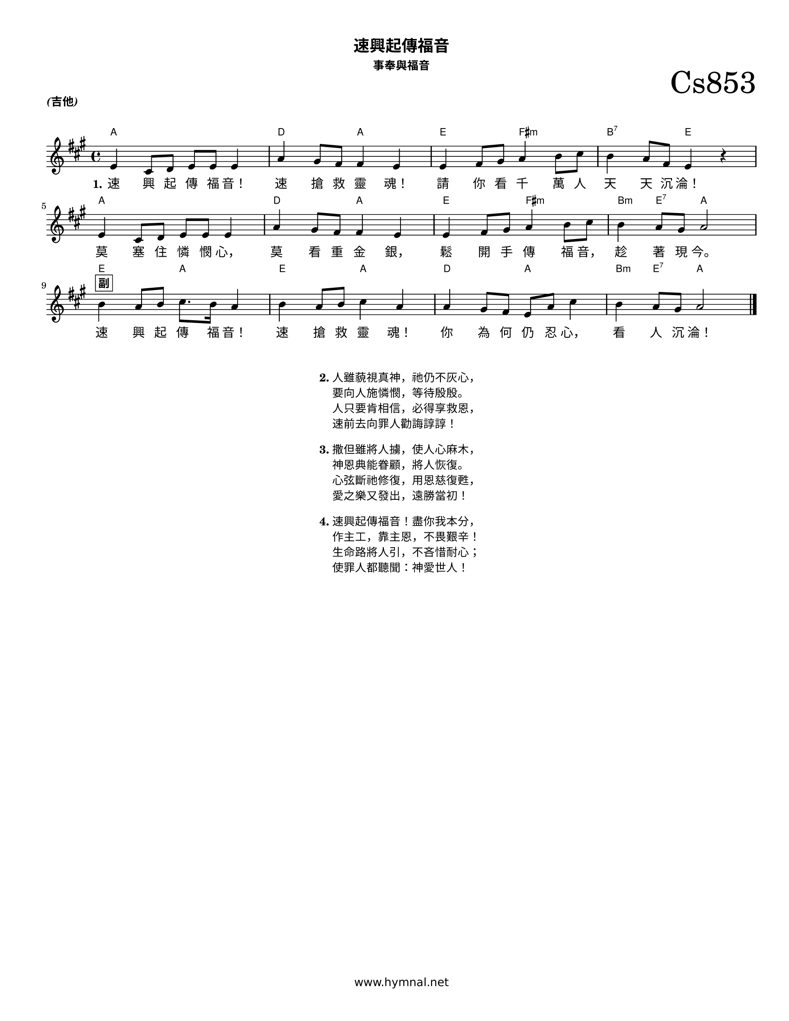 速興起傳福音
事奉與福音
Cs853
(吉他)
A D A E F♯m B7 E
1. 速 興 起 傳 福 音！ 速 搶 救 靈 魂！ 請 你 看 千 萬 人 天 天 沉 淪！
5
A D A E F♯m Bm E7 A
莫 塞 住 憐 憫 心， 莫 看 重 金 銀， 鬆 開 手 傳 福 音， 趁 著 現 今。
9
E A E A D A Bm E7 A
副
速 興 起 傳 福 音！ 速 搶 救 靈 魂！ 你 為 何 仍 忍 心， 看 人 沉 淪！
2. 人雖藐視真神，祂仍不灰心，
要向人施憐憫，等待殷殷。
人只要肯相信，必得享救恩，
速前去向罪人勸誨諄諄！
3. 撒但雖將人擄，使人心麻木，
神恩典能眷顧，將人恢復。
心弦斷祂修復，用恩慈復甦，
愛之樂又發出，遠勝當初！
4. 速興起傳福音！盡你我本分，
作主工，靠主恩，不畏艱辛！
生命路將人引，不吝惜耐心；
使罪人都聽聞：神愛世人！
www.hymnal.net